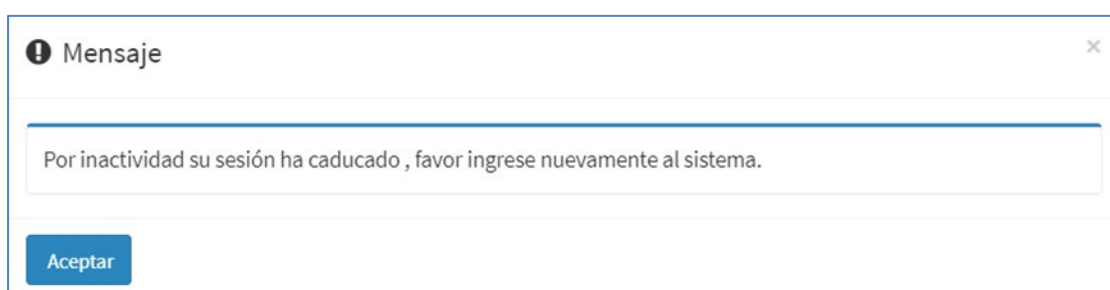 Mensaje
Por inactividad su sesión ha caducado , favor ingrese nuevamente al sistema.
Aceptar